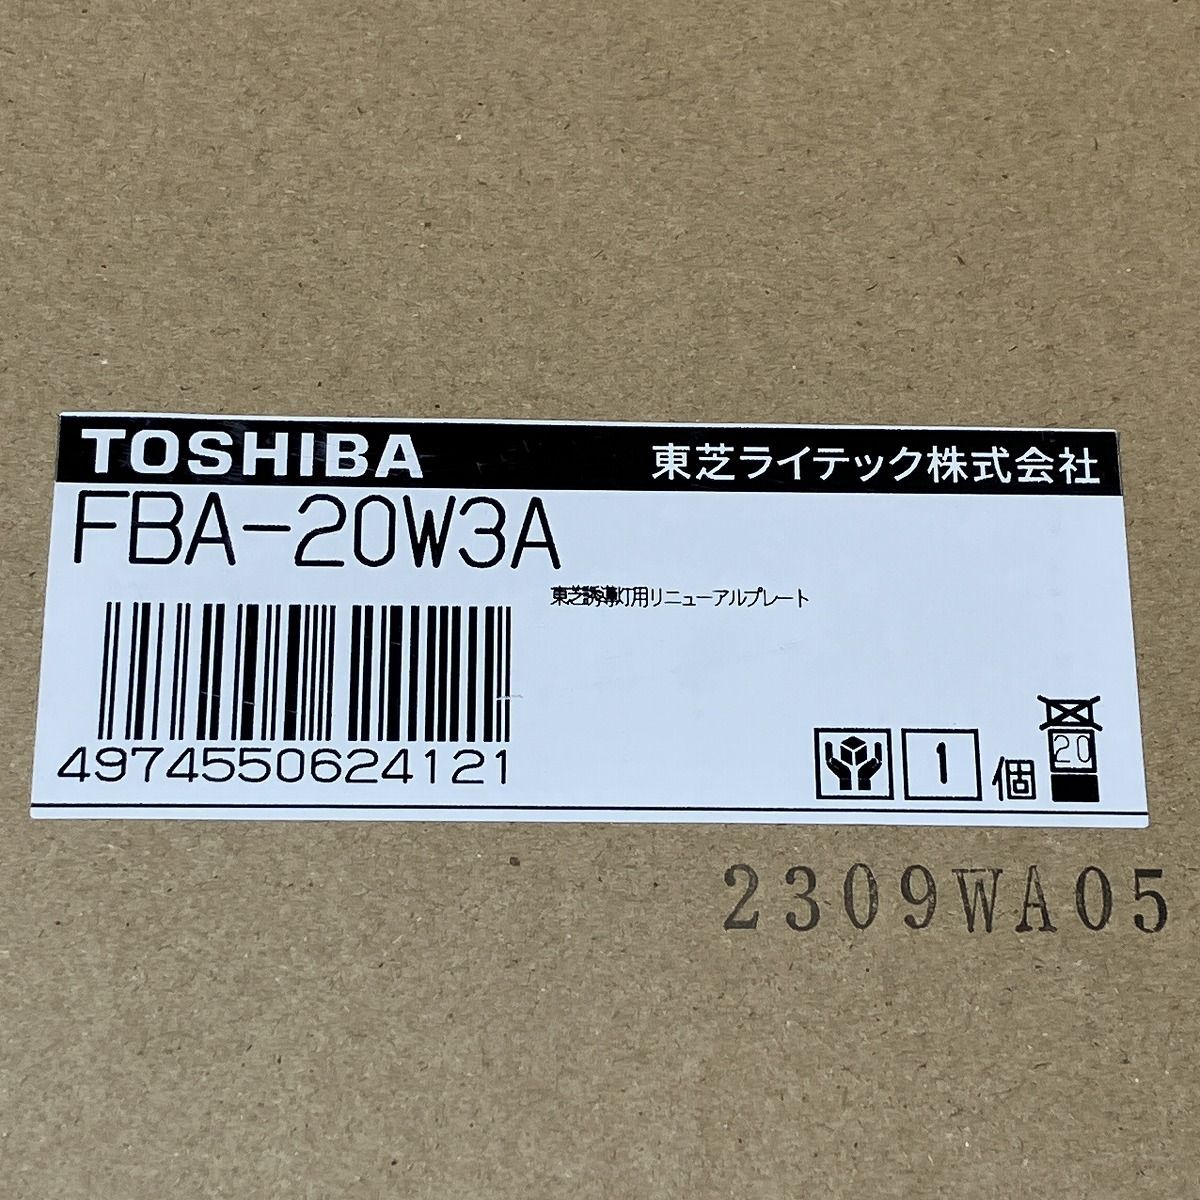 TOSHIBA 東芝ライテック株式会社
FBA-20W3A
東芝誘導灯用リニューアルプレート
4974550624121
1 個 20
2309WA05